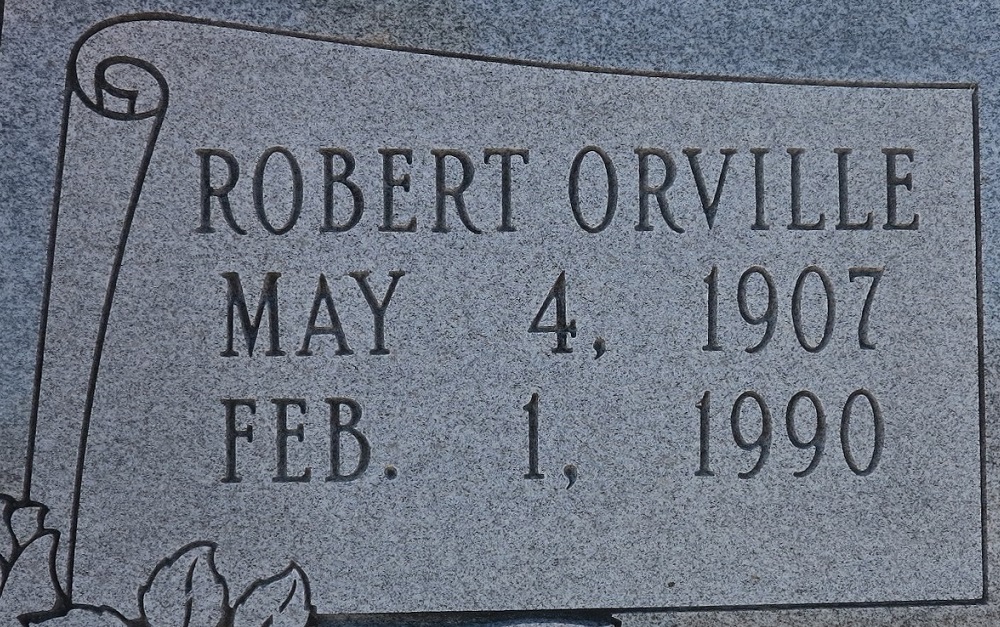 ROBERT ORVILLE
MAY 4, 1907
FEB. 1, 1990